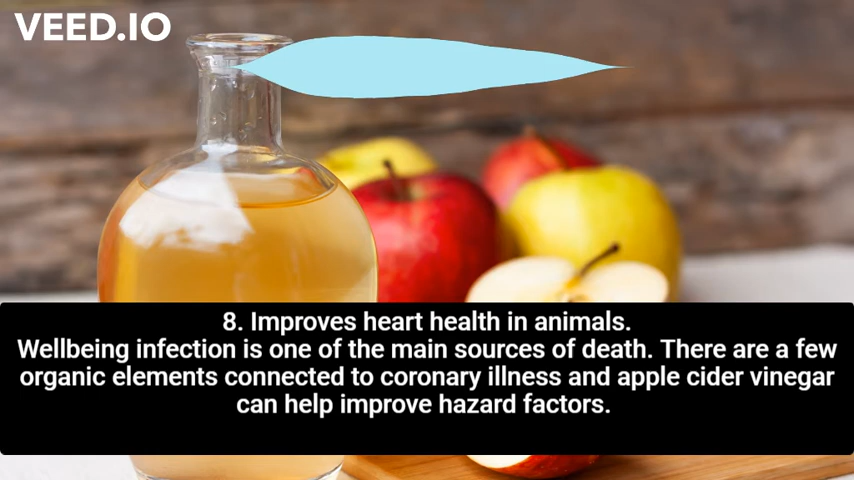 VEED.IO
8. Improves heart health in animals.
Wellbeing infection is one of the main sources of death. There are a few
organic elements connected to coronary illness and apple cider vinegar
can help improve hazard factors.